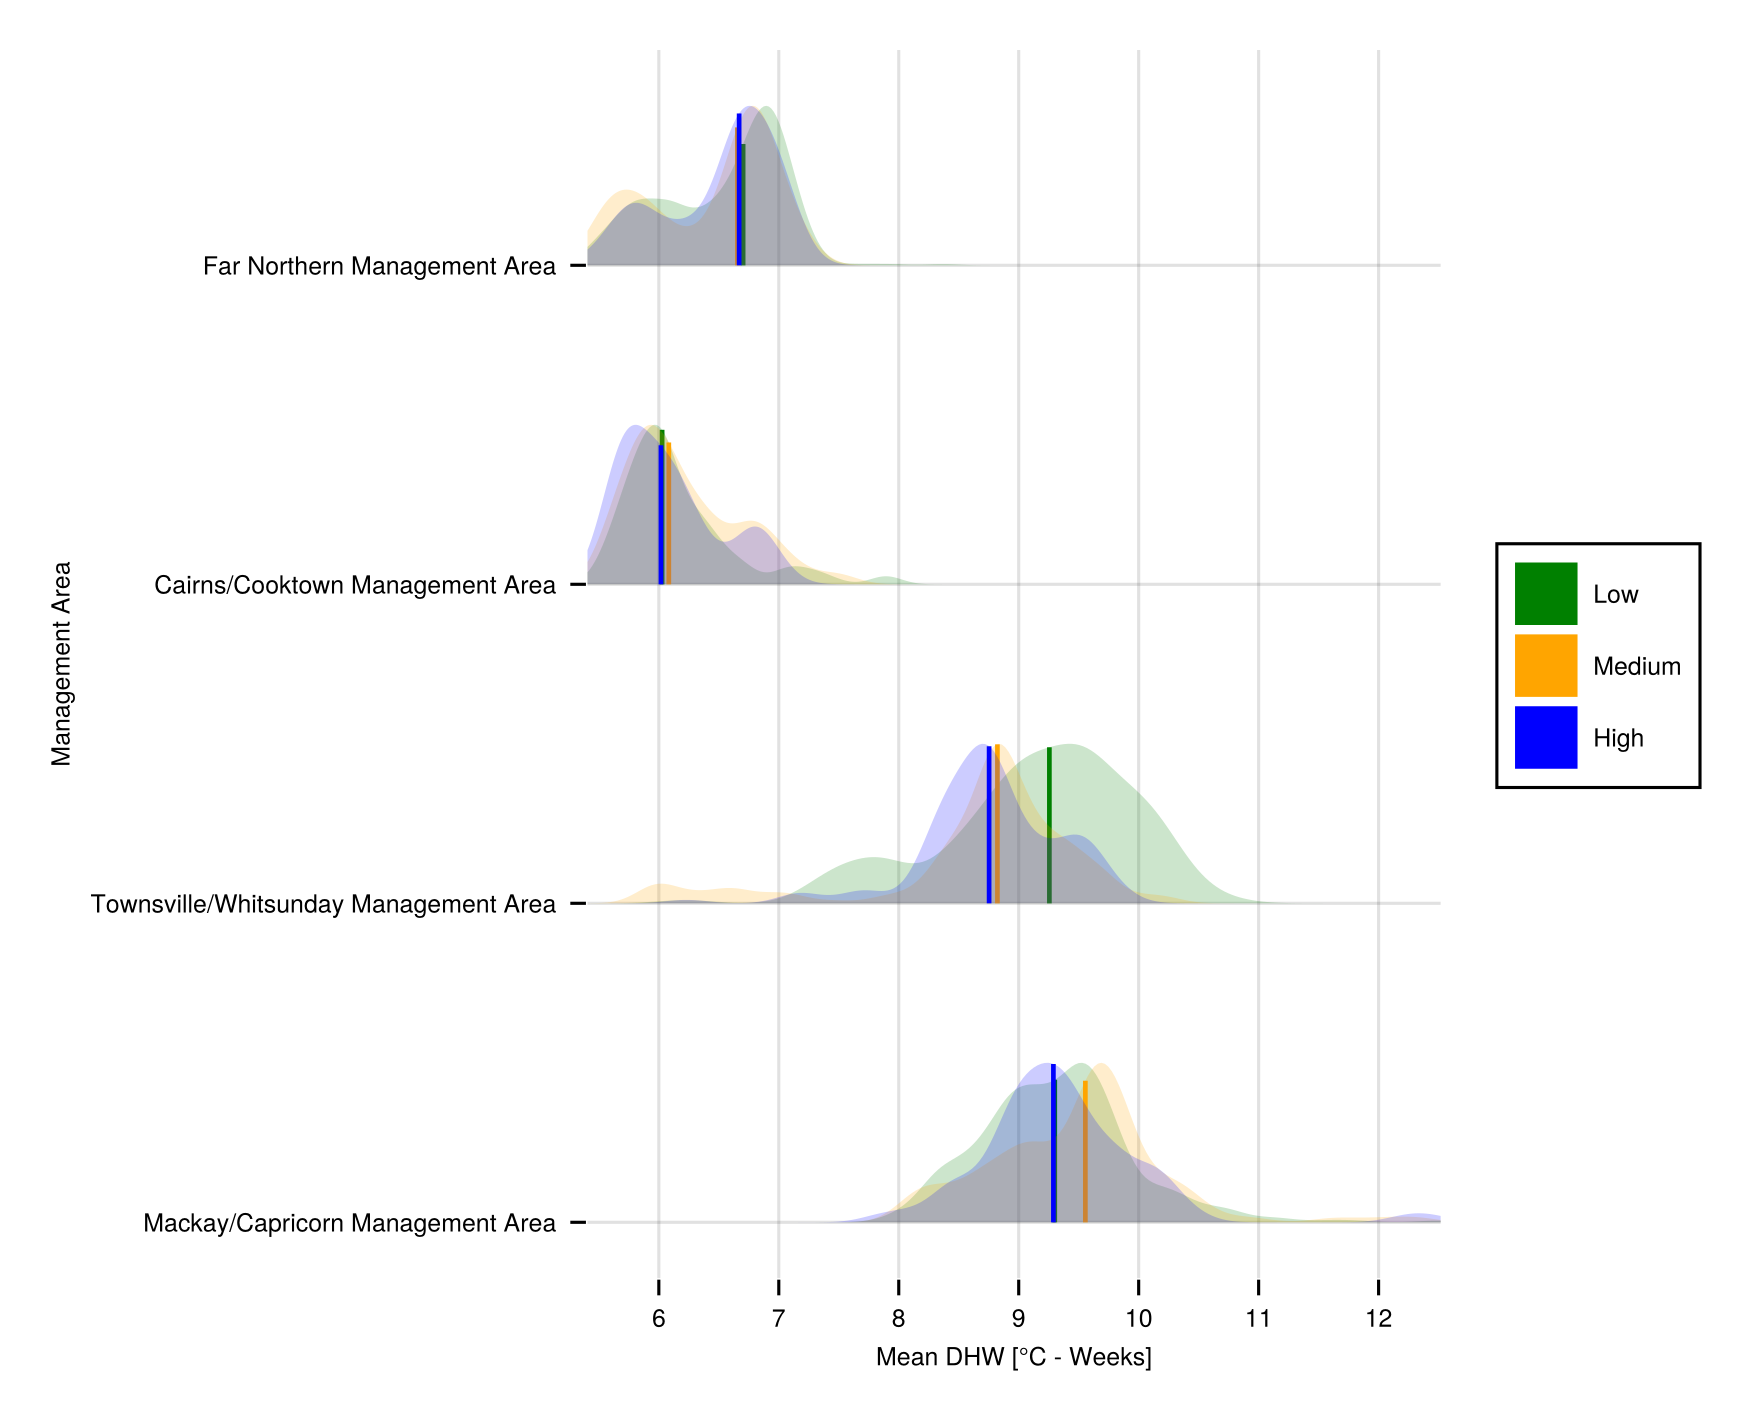 Far Northern Management Area
Cairns/Cooktown Management Area
Management Area
Low
Medium
High
Townsville/Whitsunday Management Area
Mackay/Capricorn Management Area
6 7 8 9 10 11 12
Mean DHW [°C - Weeks]